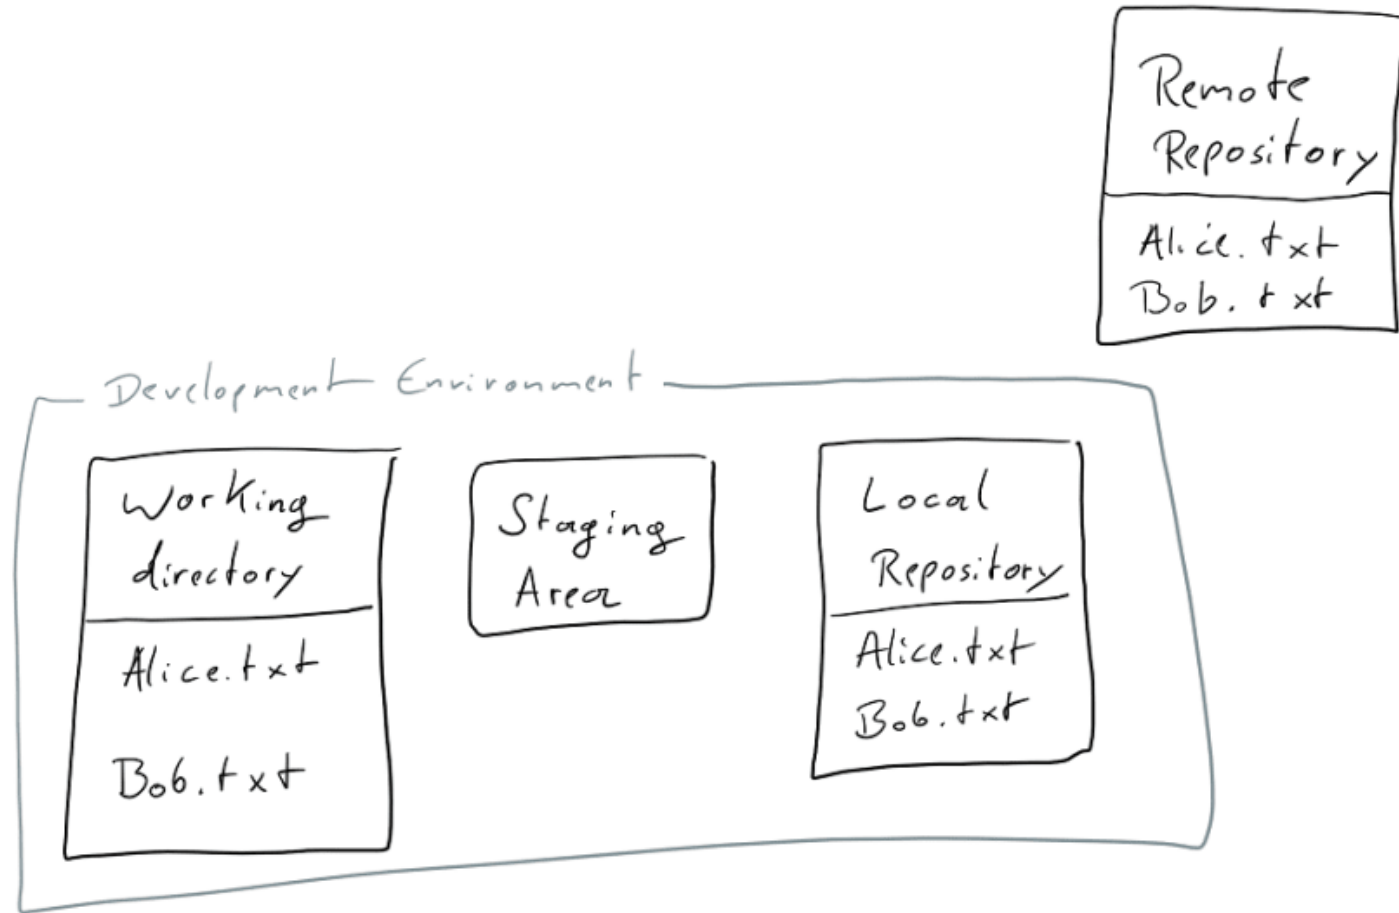 Remote
Repository
Alice.txt
Bob.txt
Development Environment
Working
directory
Alice.txt
Bob.txt
Staging
Area
Local
Repository
Alice.txt
Bob.txt